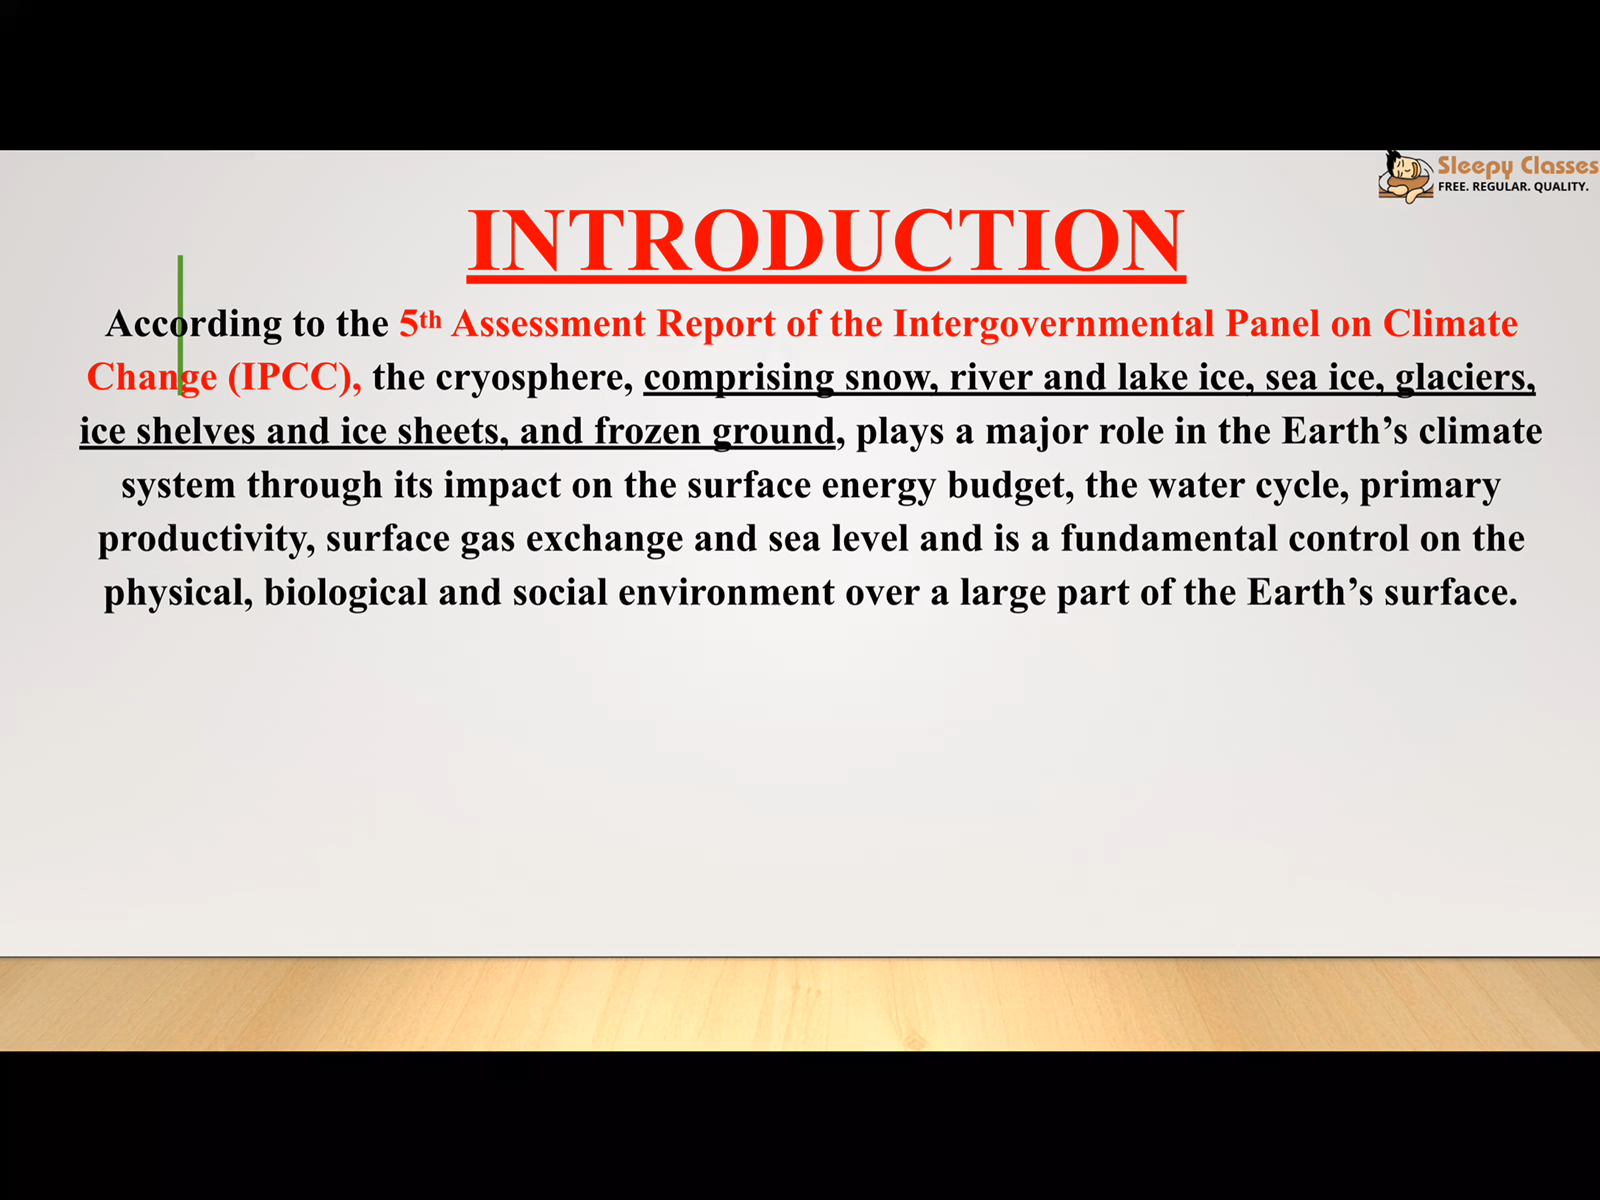 Sleepy Classes
FREE. REGULAR. QUALITY.
INTRODUCTION
According to the 5th Assessment Report of the Intergovernmental Panel on Climate
Change (IPCC), the cryosphere, comprising snow, river and lake ice, sea ice, glaciers,
ice shelves and ice sheets, and frozen ground, plays a major role in the Earth’s climate
system through its impact on the surface energy budget, the water cycle, primary
productivity, surface gas exchange and sea level and is a fundamental control on the
physical, biological and social environment over a large part of the Earth’s surface.